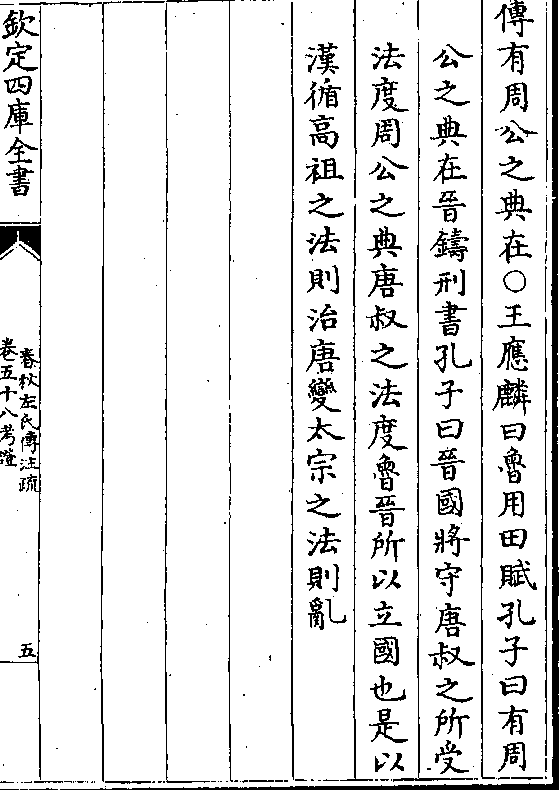 傳有周公之典在○王應麟曰魯用田賦孔子曰有周
公之典在晉鑄刑書孔子曰晉國將守唐叔之所受
法度周公之典唐叔之法度魯晉所以立國也是以
漢循高祖之法則治唐變太宗之法則亂
欽定四庫全書
春秋左氏傳注疏
卷五十八考證
五